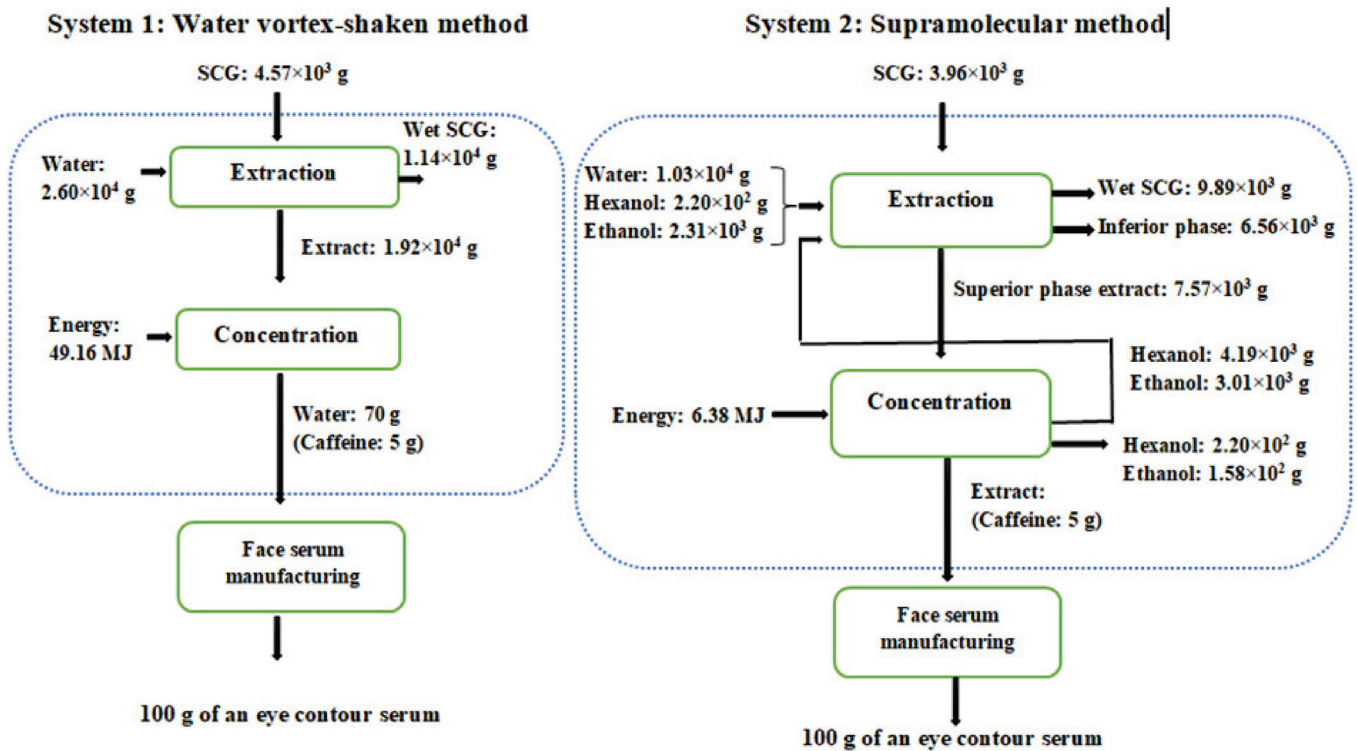 System 1: Water vortex-shaken method
SCG: 4.57×10³ g
Wet SCG:
1.14×10⁴ g
Water:
2.60×10⁴ g
Extraction
Extract: 1.92×10⁴ g
Energy:
49.16 MJ
Concentration
Water: 70 g
(Caffeine: 5 g)
Face serum
manufacturing
100 g of an eye contour serum
System 2: Supramolecular method
SCG: 3.96×10³ g
Water: 1.03×10⁴ g
Hexanol: 2.20×10² g
Ethanol: 2.31×10³ g
Extraction
Wet SCG: 9.89×10³ g
Inferior phase: 6.56×10³ g
Superior phase extract: 7.57×10³ g
Hexanol: 4.19×10³ g
Ethanol: 3.01×10³ g
Energy: 6.38 MJ
Concentration
Hexanol: 2.20×10² g
Ethanol: 1.58×10² g
Extract:
(Caffeine: 5 g)
Face serum
manufacturing
100 g of an eye contour serum